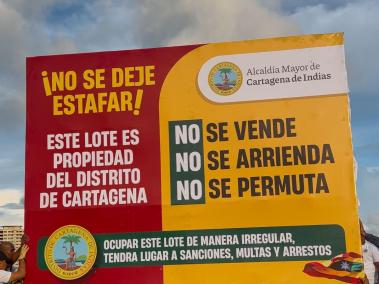 ¡NO SE DEJE
ESTAFAR!
ESTE LOTE ES
PROPIEDAD
DEL DISTRITO
DE CARTAGENA
Alcaldía Mayor de
Cartagena de Indias
NO SE VENDE
NO SE ARRIENDA
NO SE PERMUTA
OCUPAR ESTE LOTE DE MANERA IRREGULAR,
TENDRA LUGAR A SANCIONES, MULTAS Y ARRESTOS